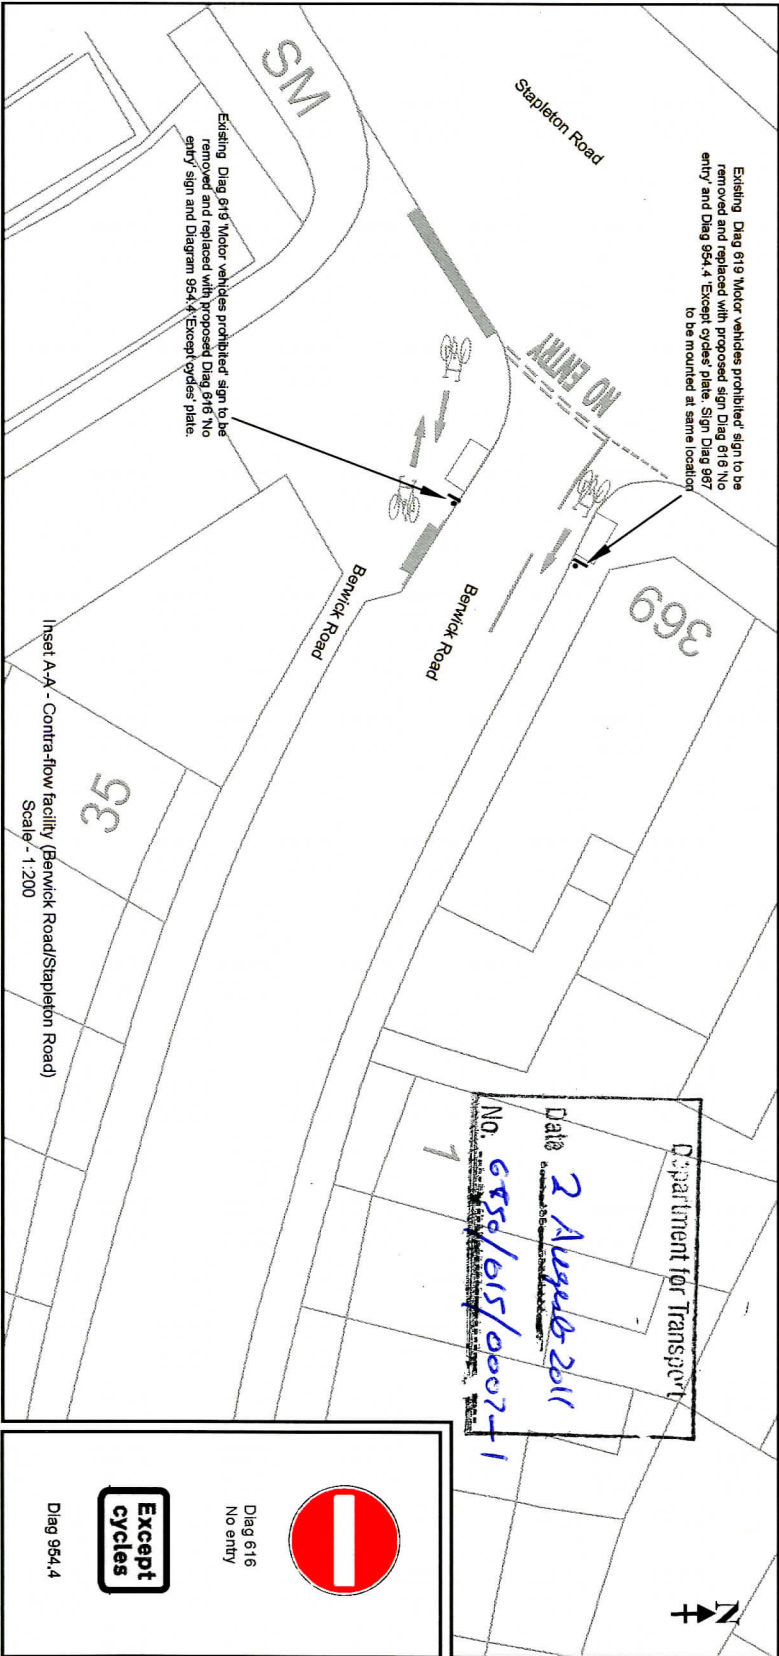 Existing Diag 619 'Motor vehicles prohibited' sign to be
removed and replaced with proposed sign Diag 616 'No
entry' and Diag 954.4 'Except cycles' plate. Sign Diag 967
to be mounted at same location
Stapleton Road
NO ENTRY
369
SM
Existing Diag 619 'Motor vehicles prohibited' sign to be
removed and replaced with proposed Diag 616 'No
entry' sign and Diagram 954.4 'Except cycles' plate.
Berwick Road
Berwick Road
35
1
Inset A-A - Contra-flow facility (Berwick Road/Stapleton Road)
Scale - 1:200
Department for Transport
Date 2 August 2011
No.
N
Diag 616
No entry
Except
cycles
Diag 954.4